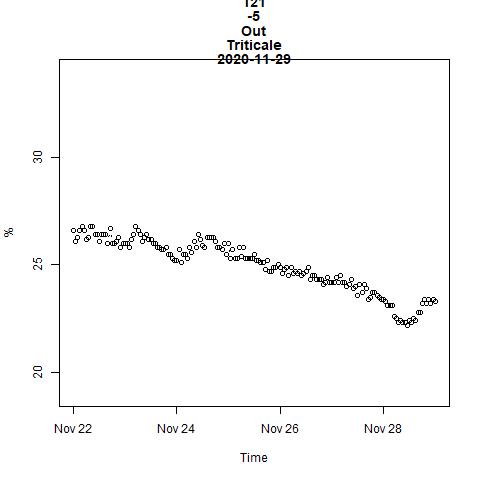 121
-5
Out
Triticale
2020-11-29
%
30
25
20
Nov 22
Nov 24
Nov 26
Nov 28
Time